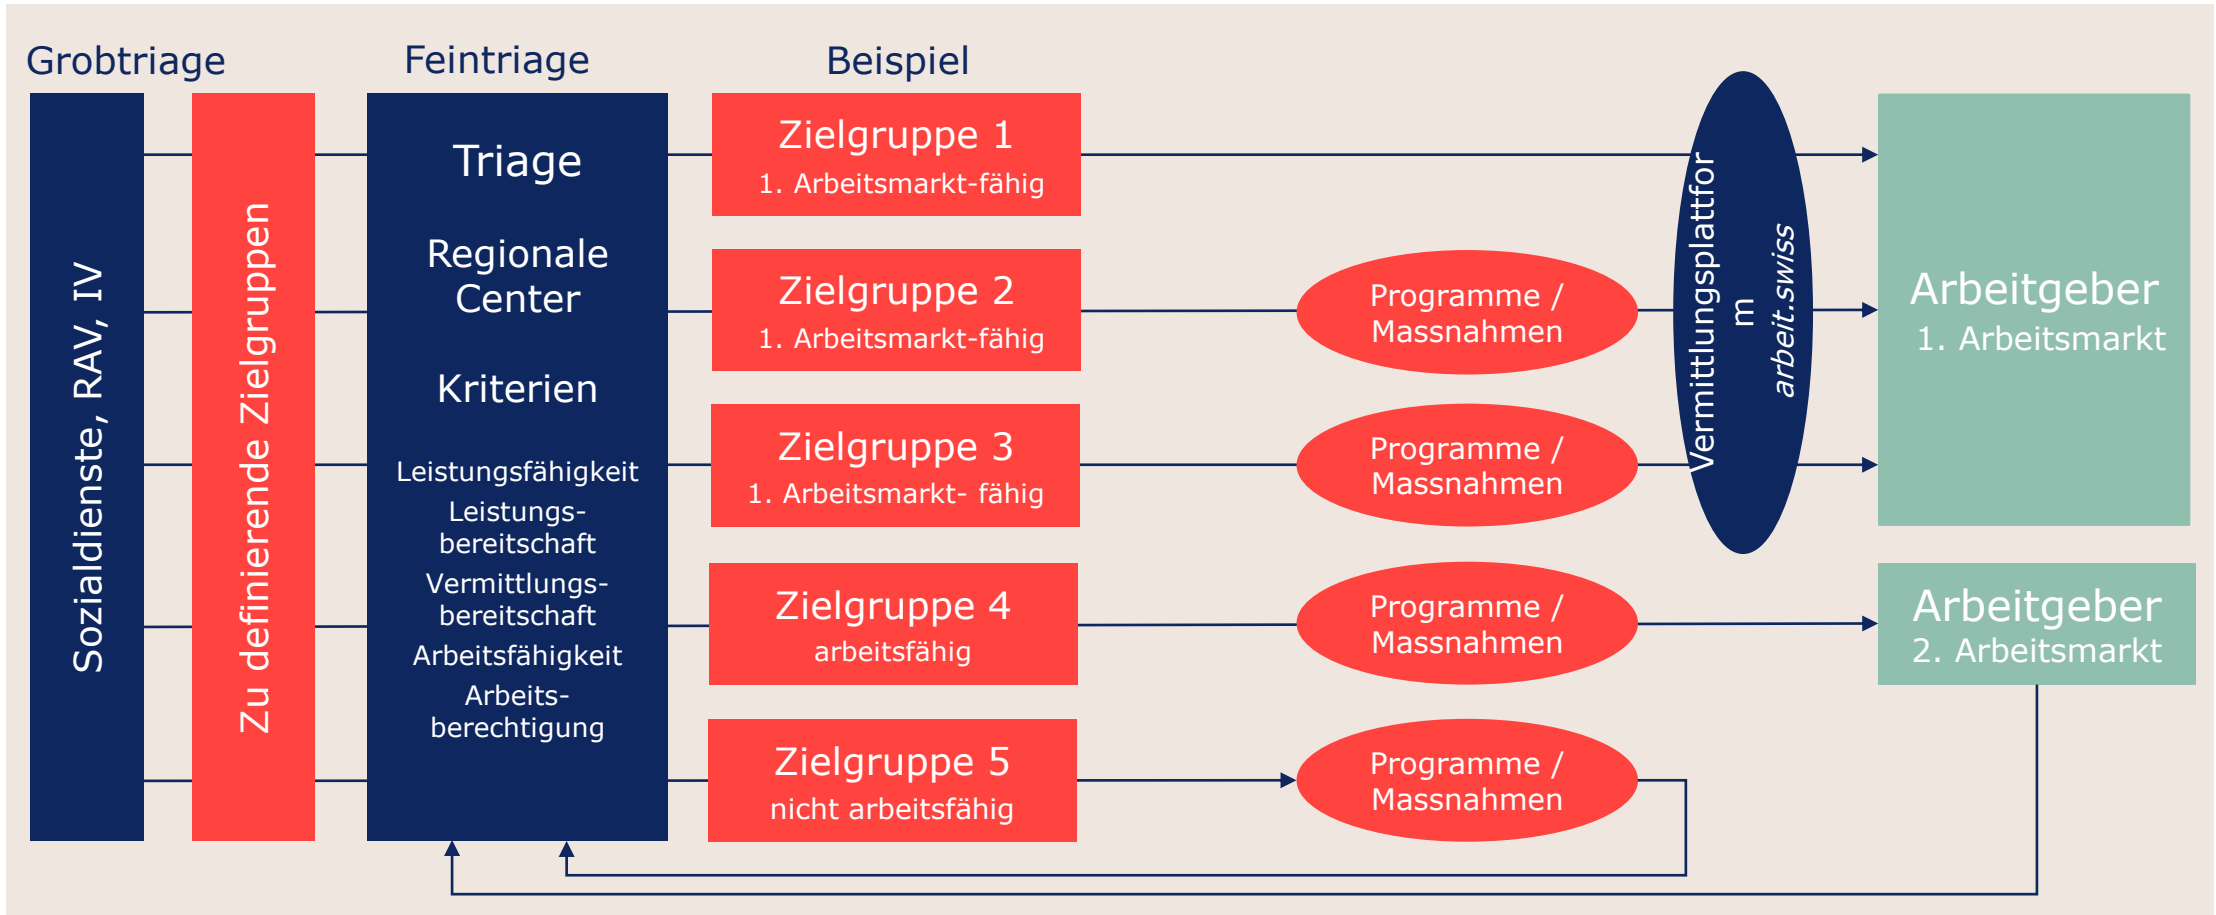 Grobtriage
Feintriage
Beispiel
Sozialdienste, RAV, IV
Zu definierende Zielgruppen
Triage
Regionale
Center
Kriterien
Leistungsfähigkeit
Leistungs-
bereitschaft
Vermittlungs-
bereitschaft
Arbeitsfähigkeit
Arbeits-
berechtigung
Zielgruppe 1
1. Arbeitsmarkt-fähig
Zielgruppe 2
1. Arbeitsmarkt-fähig
Programme /
Massnahmen
Zielgruppe 3
1. Arbeitsmarkt- fähig
Programme /
Massnahmen
Zielgruppe 4
arbeitsfähig
Programme /
Massnahmen
Zielgruppe 5
nicht arbeitsfähig
Programme /
Massnahmen
Vermittlungsplattfor
m
arbeit.swiss
Arbeitgeber
1. Arbeitsmarkt
Arbeitgeber
2. Arbeitsmarkt